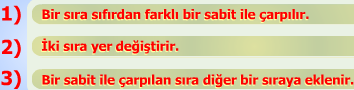 1) Bir sıra sıfırdan farklı bir sabit ile çarpılır.
2) İki sıra yer değiştirir.
3) Bir sabit ile çarpılan sıra diğer bir sıraya eklenir.